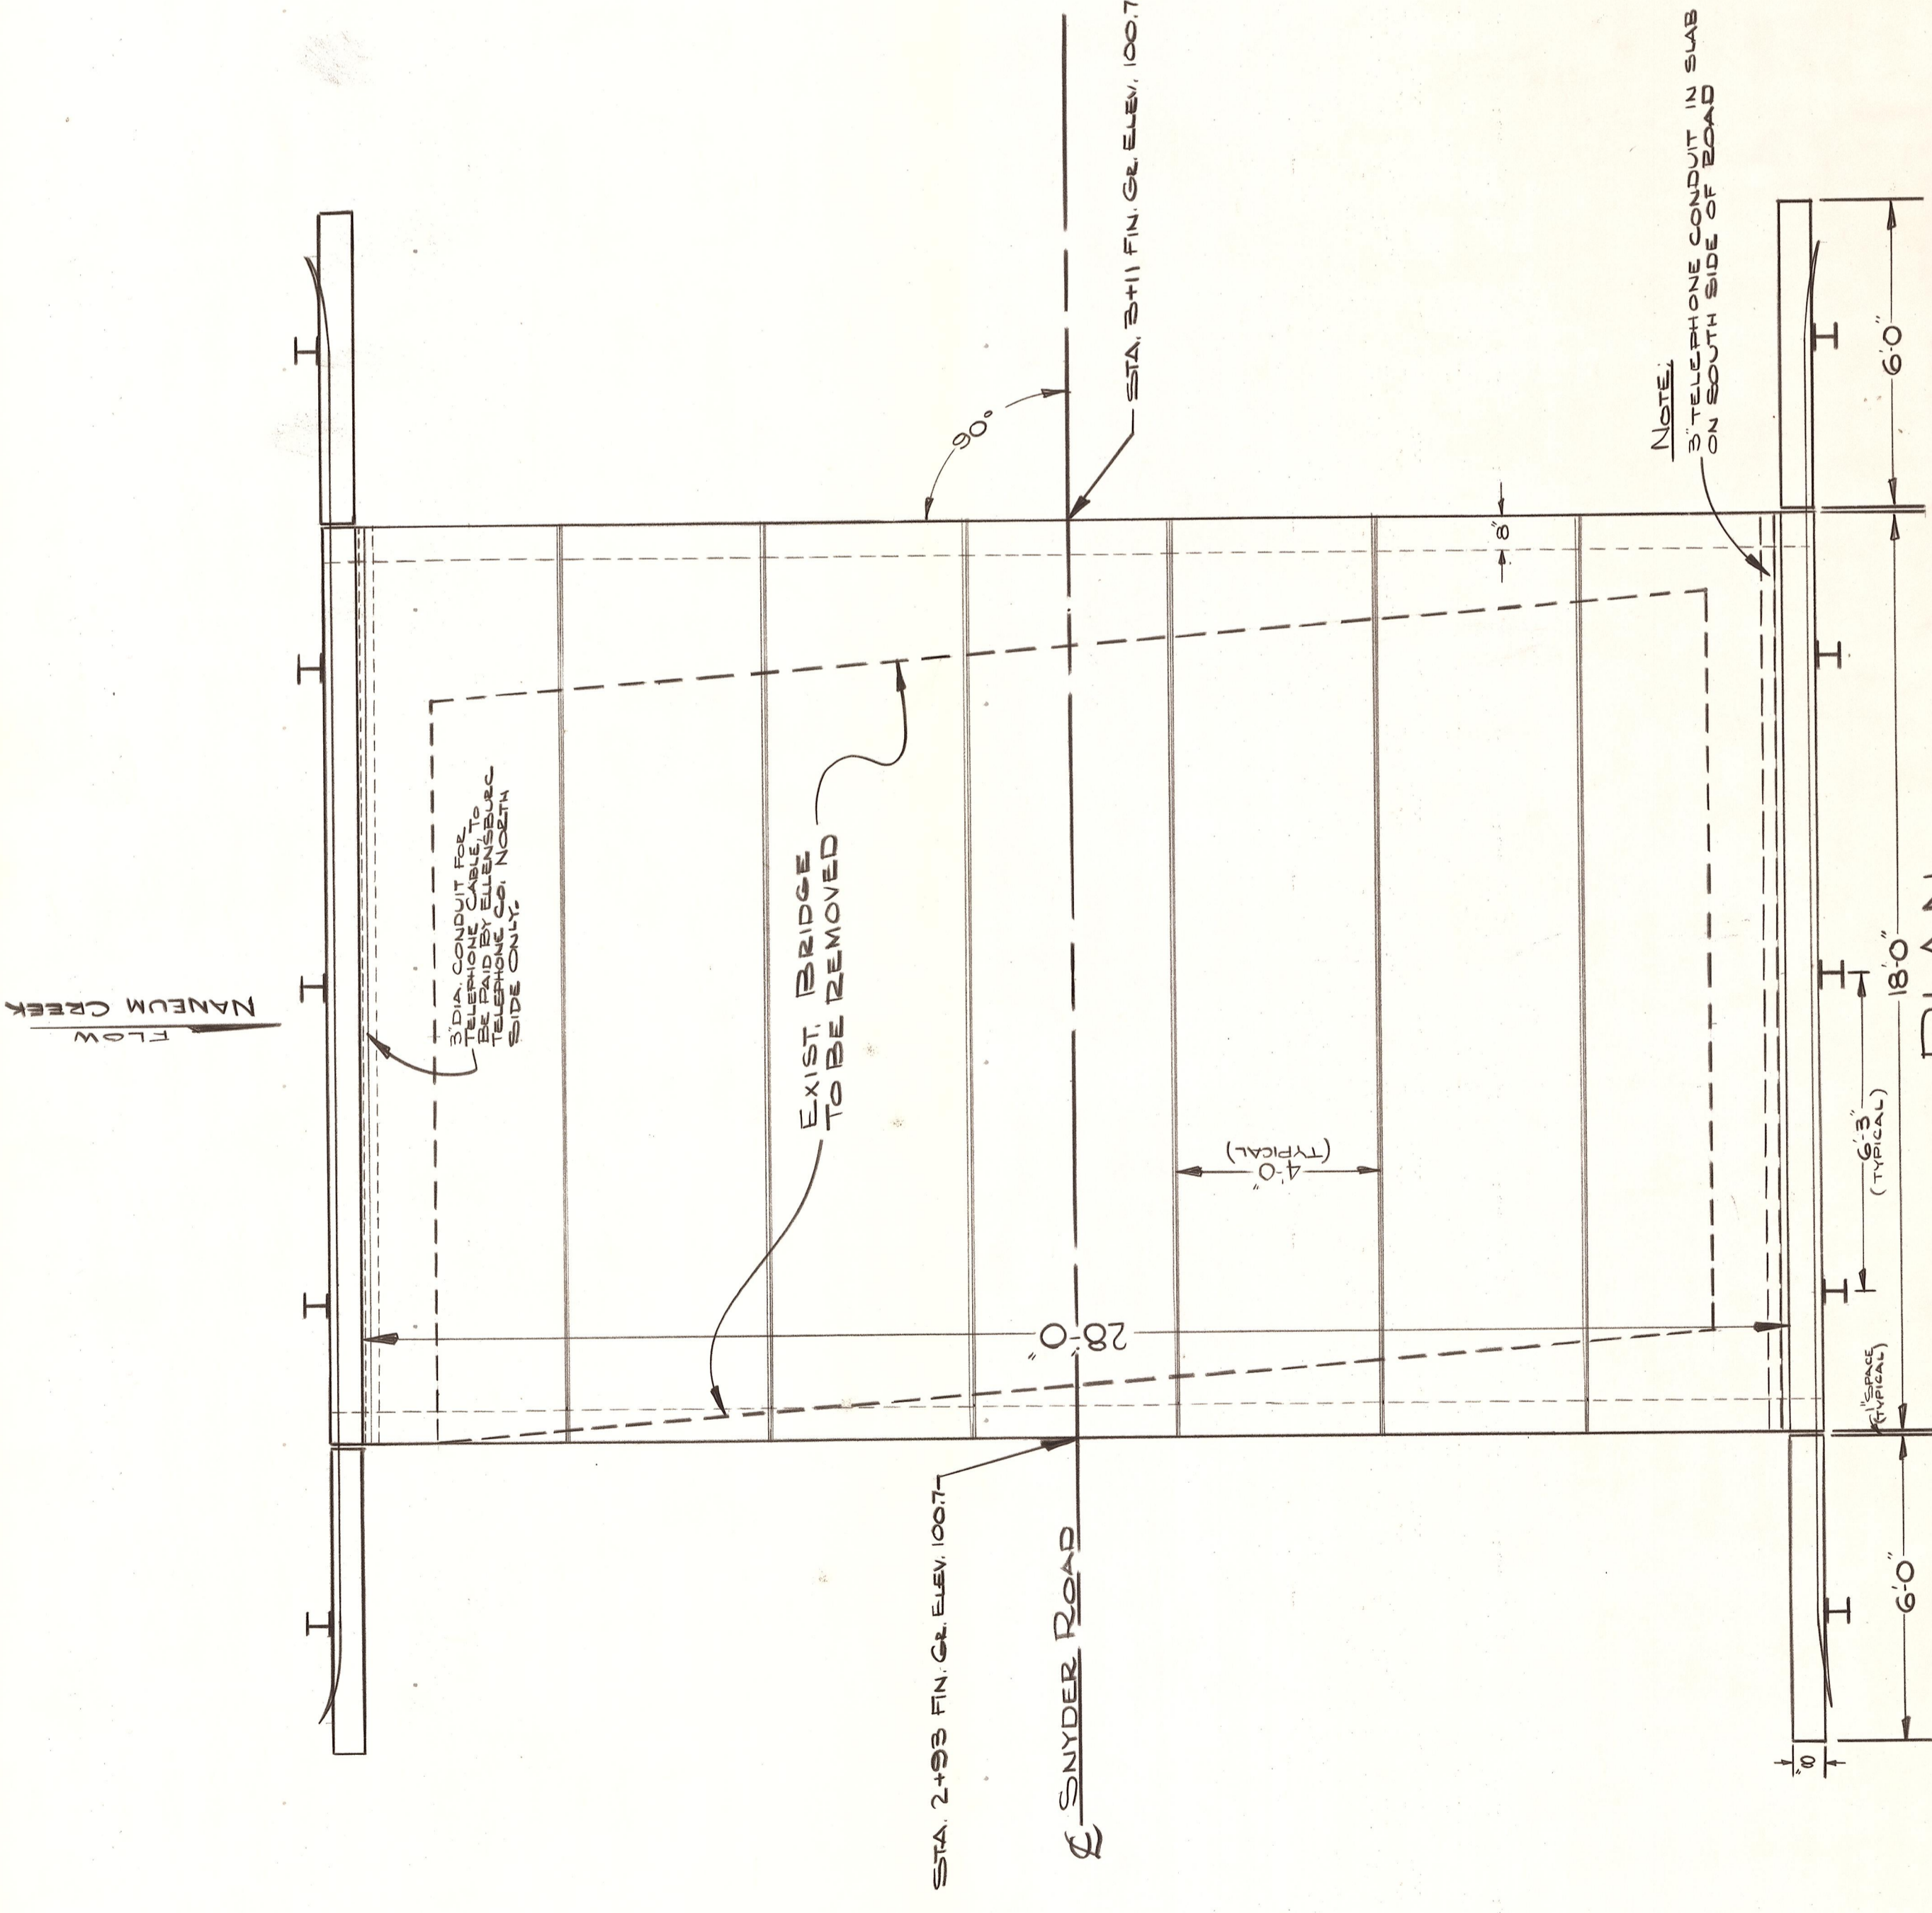 FLOW
NANEUM CREEK
3" DIA. CONDUIT FOR
TELEPHONE CABLE, TO
BE PAID BY ELLENSBURG
TELEPHONE CO. NORTH
SIDE ONLY.
EXIST. BRIDGE
TO BE REMOVED
90°
STA. 3+11 FIN. GR. ELEV. 100.7
STA. 2+93 FIN. GR. ELEV. 100.7
℄ SNYDER ROAD
28'-0"
4'-0"
(TYPICAL)
8"
NOTE:
3" TELEPHONE CONDUIT IN SLAB
ON SOUTH SIDE OF ROAD
6'-0"
18'-0"
6'-3"
(TYPICAL)
1" SPACE
(TYPICAL)
6'-0"
8"
PLAN